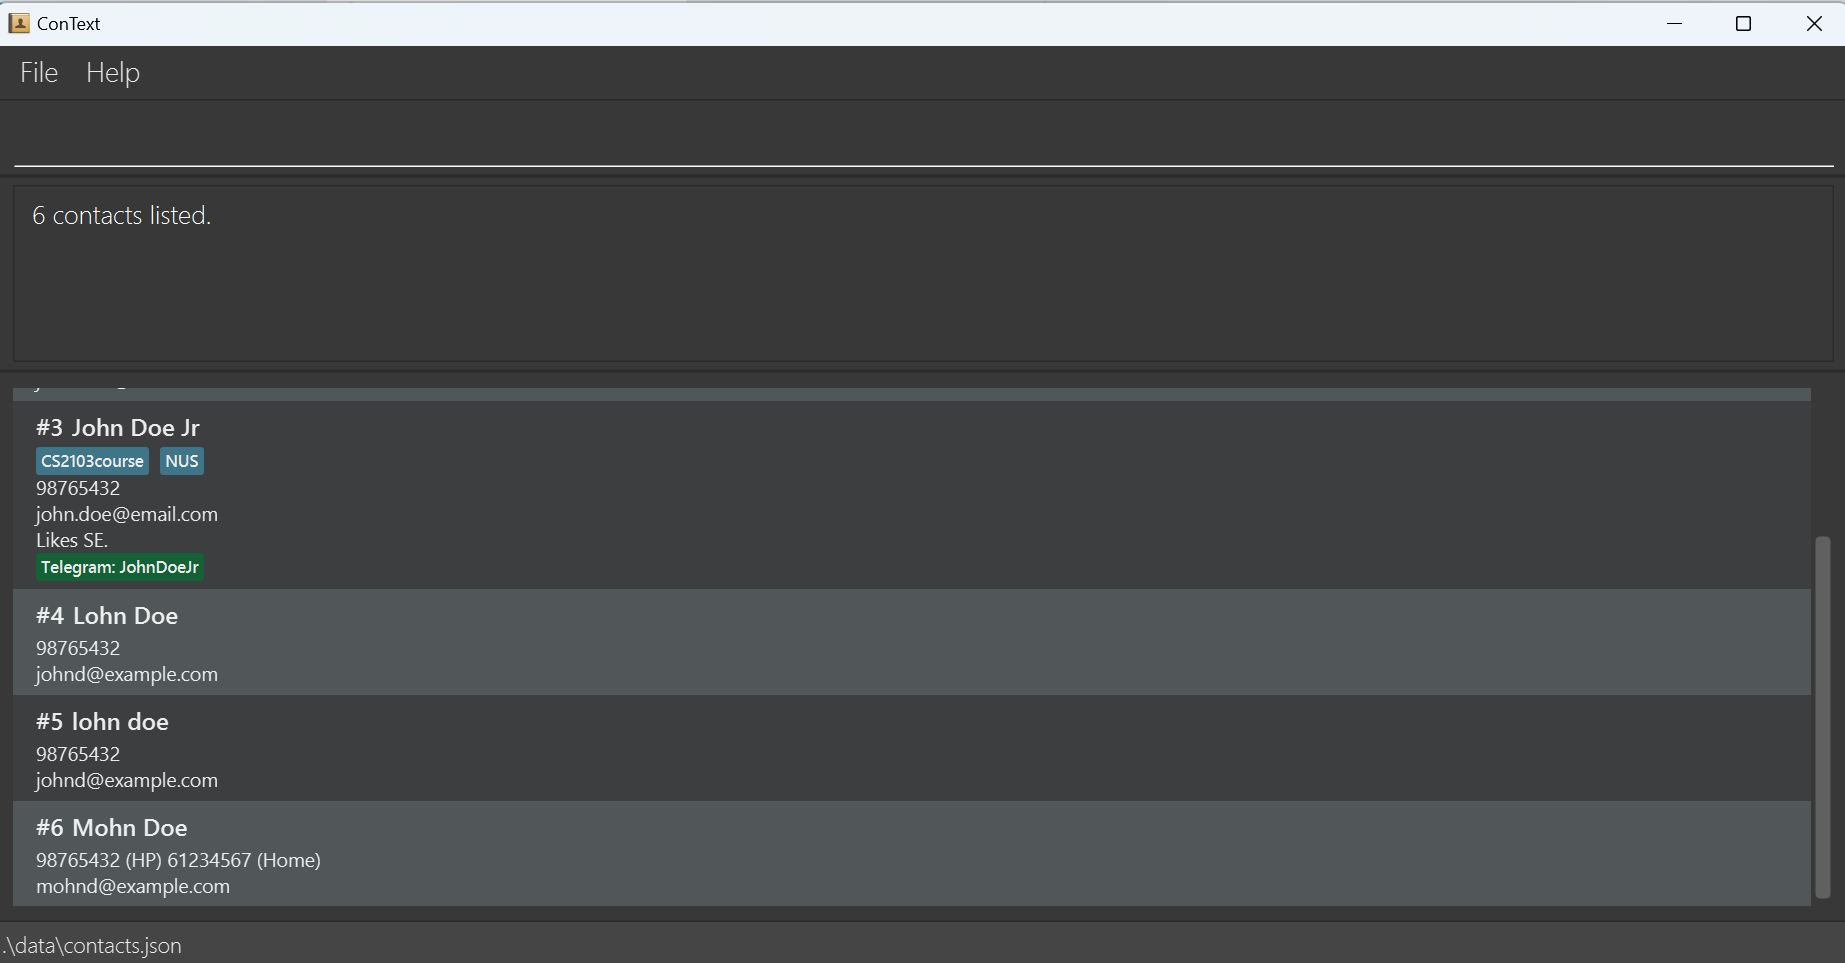 ConText
File Help
6 contacts listed.
#3 John Doe Jr
CS2103course NUS
98765432
john.doe@email.com
Likes SE.
Telegram: JohnDoeJr
#4 Lohn Doe
98765432
johnd@example.com
#5 lohn doe
98765432
johnd@example.com
#6 Mohn Doe
98765432 (HP) 61234567 (Home)
mohnd@example.com
.\data\contacts.json